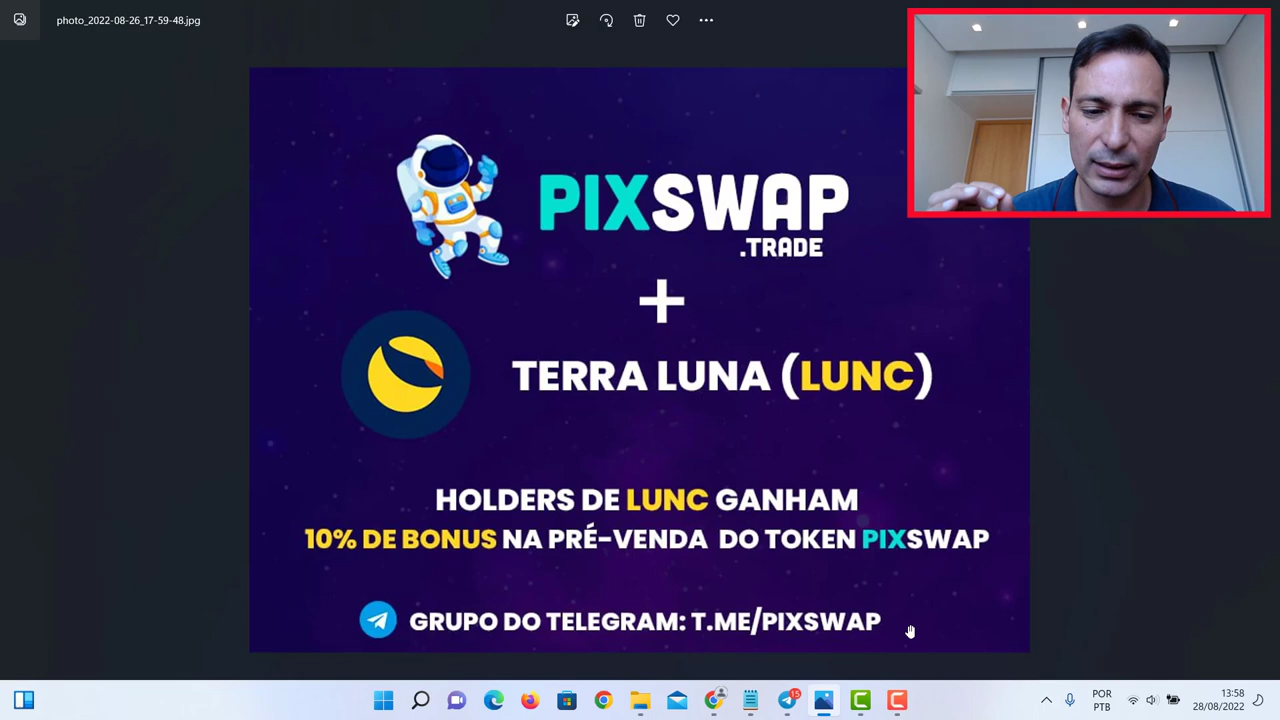 photo_2022-08-26_17-59-48.jpg
PIXSWAP
.TRADE
+
TERRA LUNA (LUNC)
HOLDERS DE LUNC GANHAM
10% DE BONUS NA PRÉ-VENDA DO TOKEN PIXSWAP
GRUPO DO TELEGRAM: T.ME/PIXSWAP
15
POR
PTB
13:58
28/08/2022